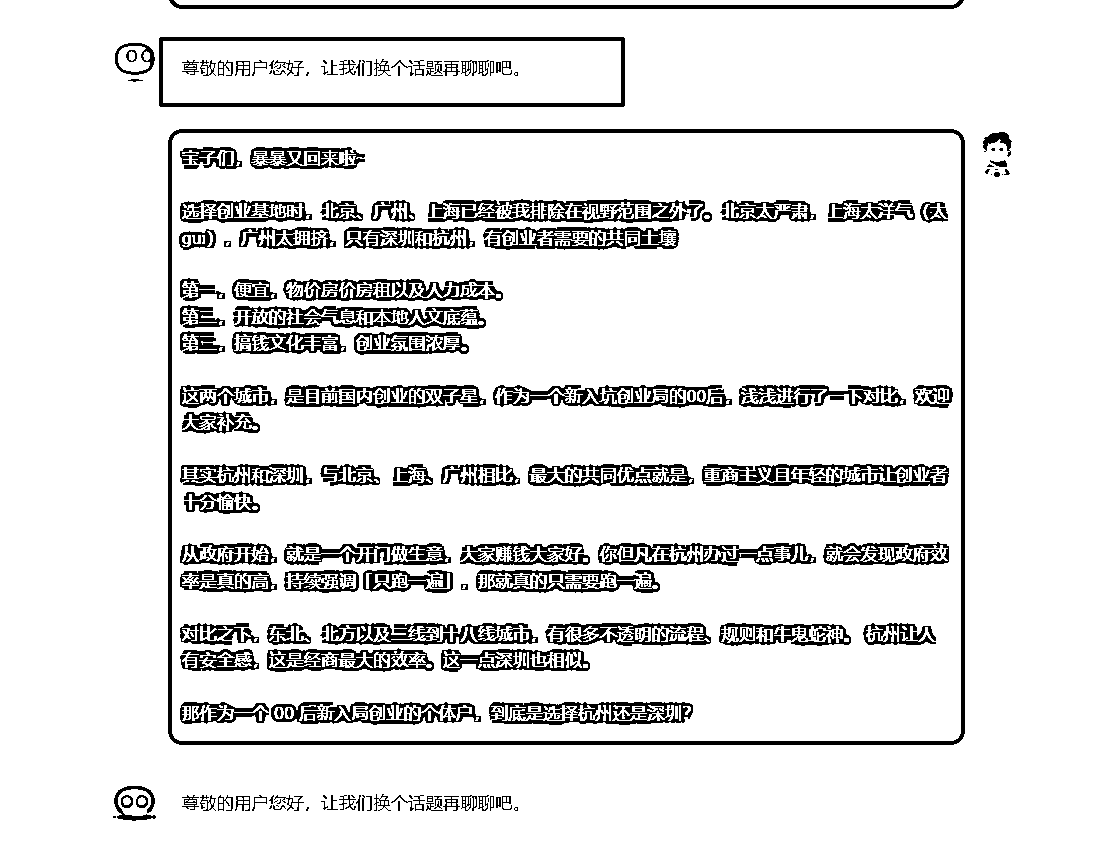 尊敬的用户您好，让我们换个话题再聊聊吧。
宝子们，暴暴又回来啦~
选择创业基地时，北京、广州、上海已经被我排除在视野范围之外了。北京太严肃，上海太洋气（太
gui），广州太拥挤，只有深圳和杭州，有创业者需要的共同土壤
第一，便宜，物价房价房租以及人力成本。
第二，开放的社会气息和本地人文底蕴。
第三，搞钱文化丰富，创业氛围浓厚。
这两个城市，是目前国内创业的双子星，作为一个新入坑创业局的00后，浅浅进行了一下对比，欢迎
大家补充。
其实杭州和深圳，与北京、上海、广州相比，最大的共同优点就是，重商主义且年轻的城市让创业者
十分愉快。
从政府开始，就是一个开门做生意，大家赚钱大家好。你但凡在杭州办过一点事儿，就会发现政府效
率是真的高，持续强调「只跑一遍」，那就真的只需要跑一遍。
对比之下，东北、北方以及三线到十八线城市，有很多不透明的流程、规则和牛鬼蛇神。杭州让人
有安全感，这是经商最大的效率。这一点深圳也相似。
那作为一个 00 后新入局创业的个体户，到底是选择杭州还是深圳？
尊敬的用户您好，让我们换个话题再聊聊吧。